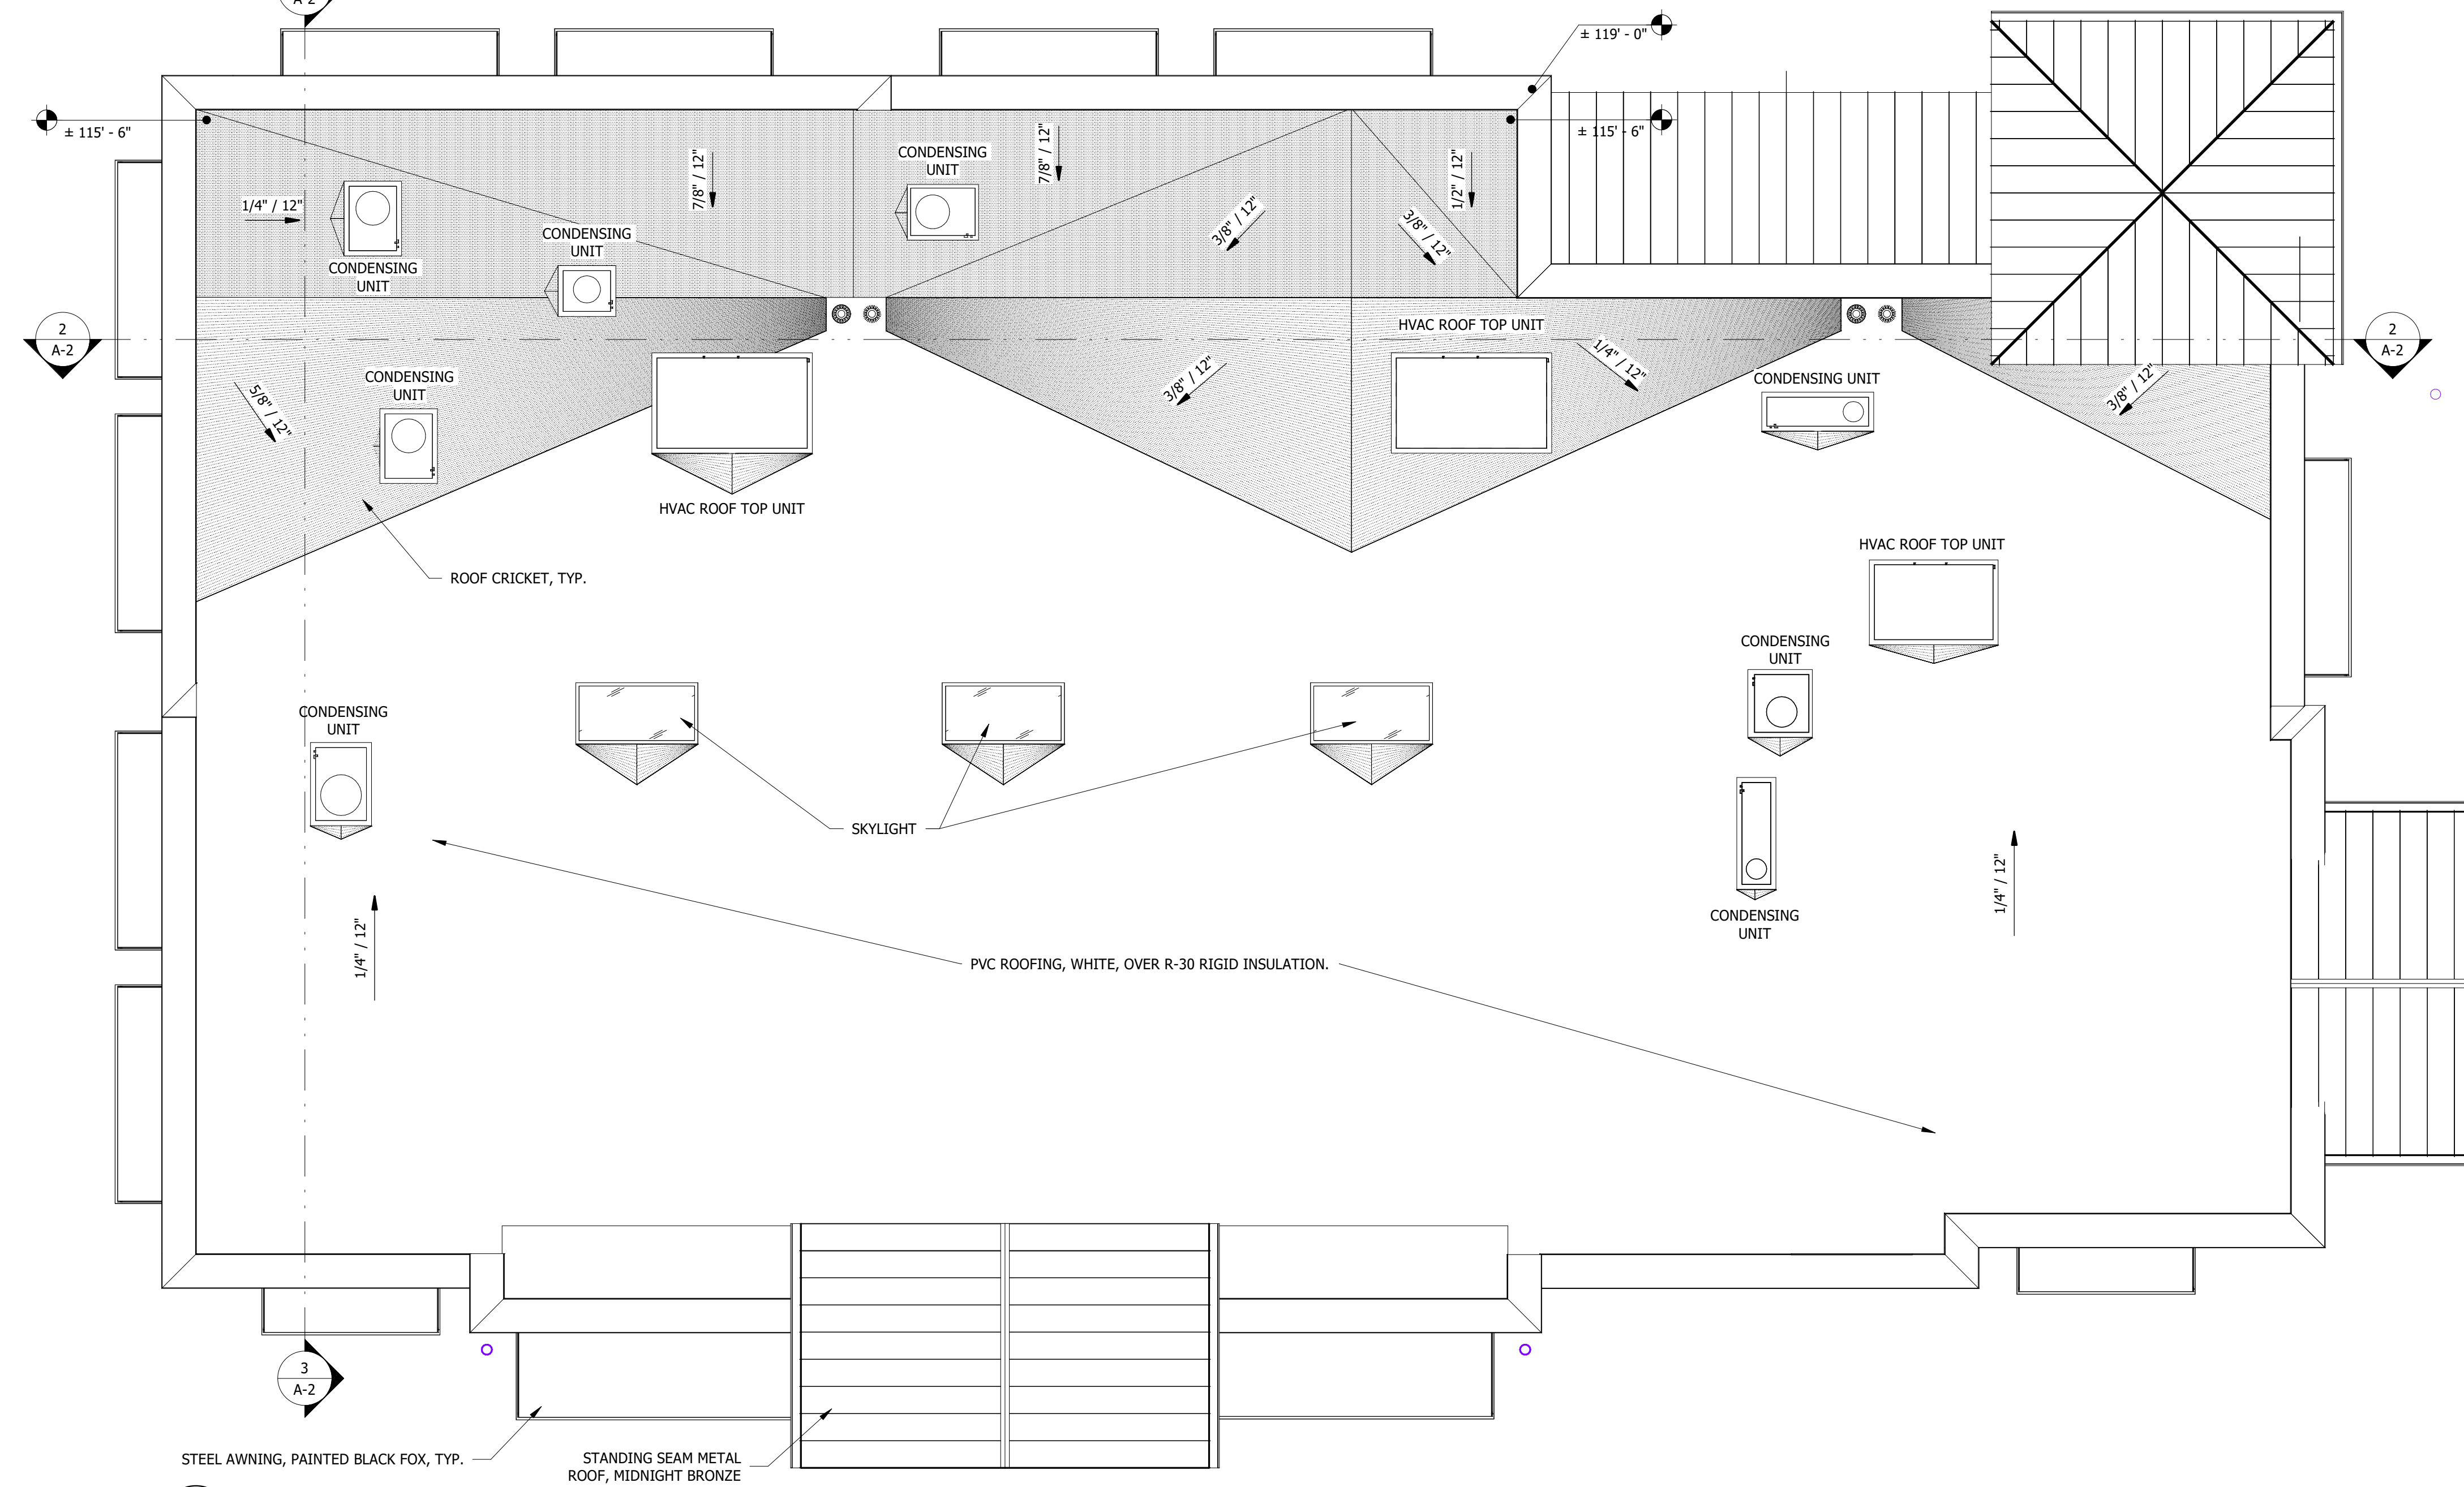 A-2
± 119' - 0"
± 115' - 6"
± 115' - 6"
7/8" / 12"
7/8" / 12"
1/2" / 12"
CONDENSING
UNIT
1/4" / 12"
3/8" / 12"
3/8" / 12"
CONDENSING
UNIT
CONDENSING
UNIT
2
A-2
HVAC ROOF TOP UNIT
2
A-2
1/4" / 12"
3/8" / 12"
CONDENSING UNIT
3/8" / 12"
CONDENSING
UNIT
5/8" / 12"
HVAC ROOF TOP UNIT
HVAC ROOF TOP UNIT
ROOF CRICKET, TYP.
CONDENSING
UNIT
CONDENSING
UNIT
SKYLIGHT
1/4" / 12"
CONDENSING
UNIT
1/4" / 12"
PVC ROOFING, WHITE, OVER R-30 RIGID INSULATION.
3
A-2
STEEL AWNING, PAINTED BLACK FOX, TYP.
STANDING SEAM METAL
ROOF, MIDNIGHT BRONZE